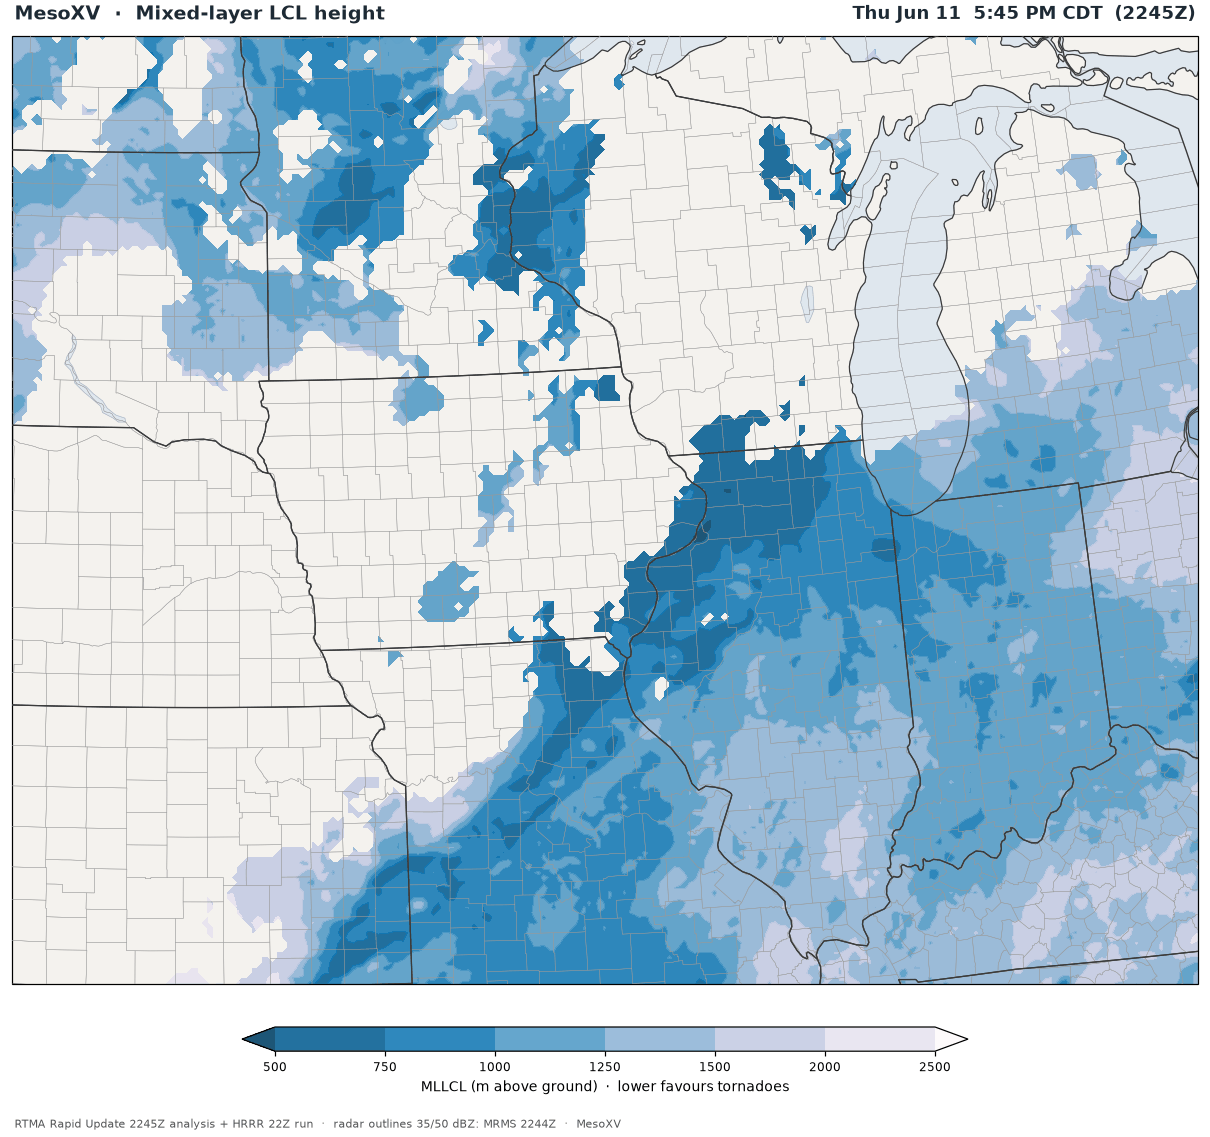 MesoXV · Mixed-layer LCL height
Thu Jun 11 5:45 PM CDT (2245Z)
500 750 1000 1250 1500 2000 2500
MLLCL (m above ground) · lower favours tornadoes
RTMA Rapid Update 2245Z analysis + HRRR 22Z run · radar outlines 35/50 dBZ: MRMS 2244Z · MesoXV